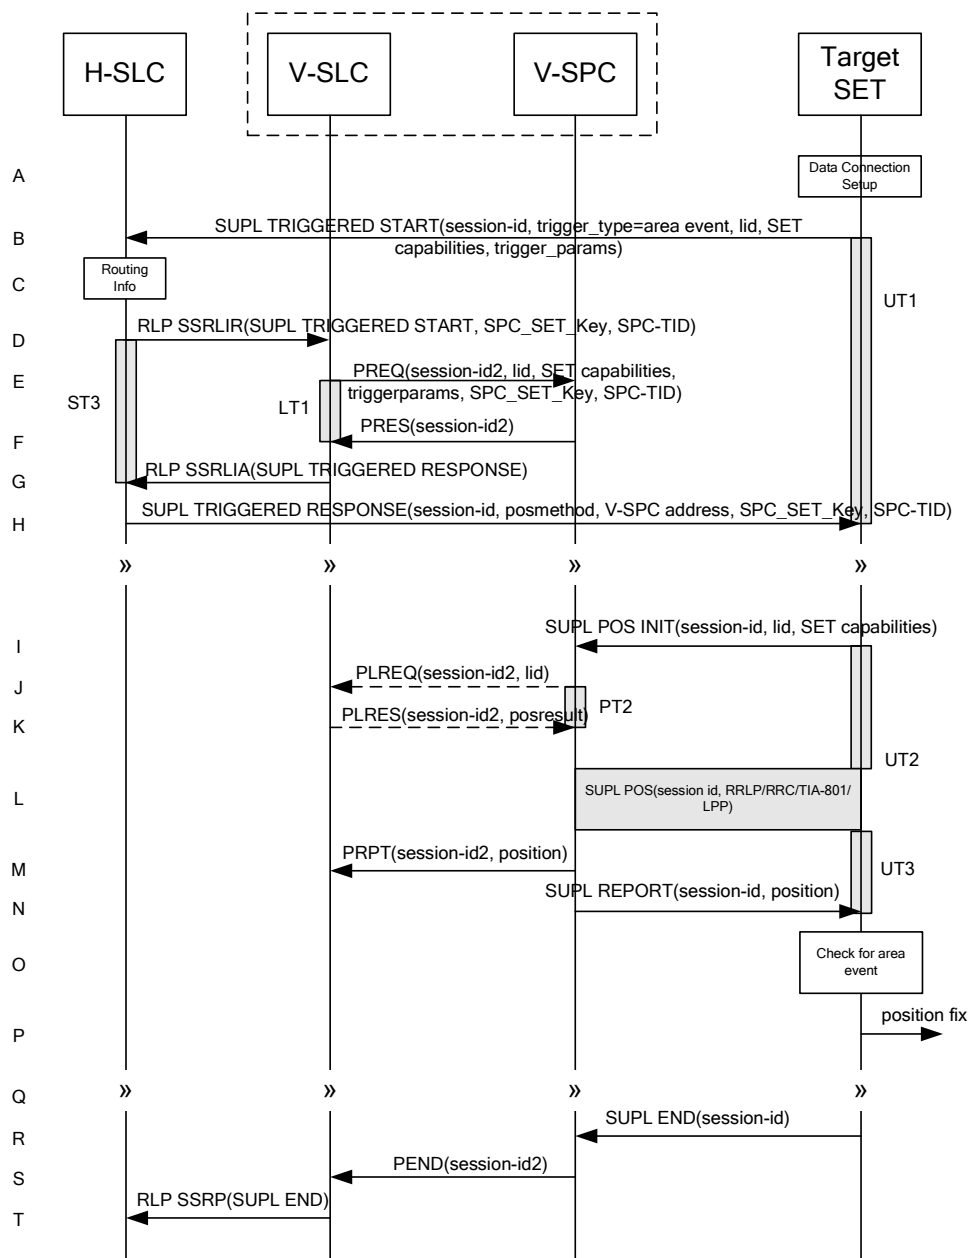 H-SLC
V-SLC
V-SPC
Target
SET
A
Data Connection
Setup
B
SUPL TRIGGERED START(session-id, trigger_type=area event, lid, SET
capabilities, trigger_params)
C
Routing
Info
UT1
D
RLP SSRLIR(SUPL TRIGGERED START, SPC_SET_Key, SPC-TID)
E
PREQ(session-id2, lid, SET capabilities,
triggerparams, SPC_SET_Key, SPC-TID)
ST3
LT1
F
PRES(session-id2)
G
RLP SSRLIA(SUPL TRIGGERED RESPONSE)
H
SUPL TRIGGERED RESPONSE(session-id, posmethod, V-SPC address, SPC_SET_Key, SPC-TID)
» » » »
I
SUPL POS INIT(session-id, lid, SET capabilities)
J
PLREQ(session-id2, lid)
PT2
K
PLRES(session-id2, posresult)
UT2
L
SUPL POS(session id, RRLP/RRC/TIA-801/
LPP)
M
PRPT(session-id2, position)
UT3
N
SUPL REPORT(session-id, position)
O
Check for area
event
P
position fix
Q
» » » »
R
SUPL END(session-id)
S
PEND(session-id2)
T
RLP SSRP(SUPL END)